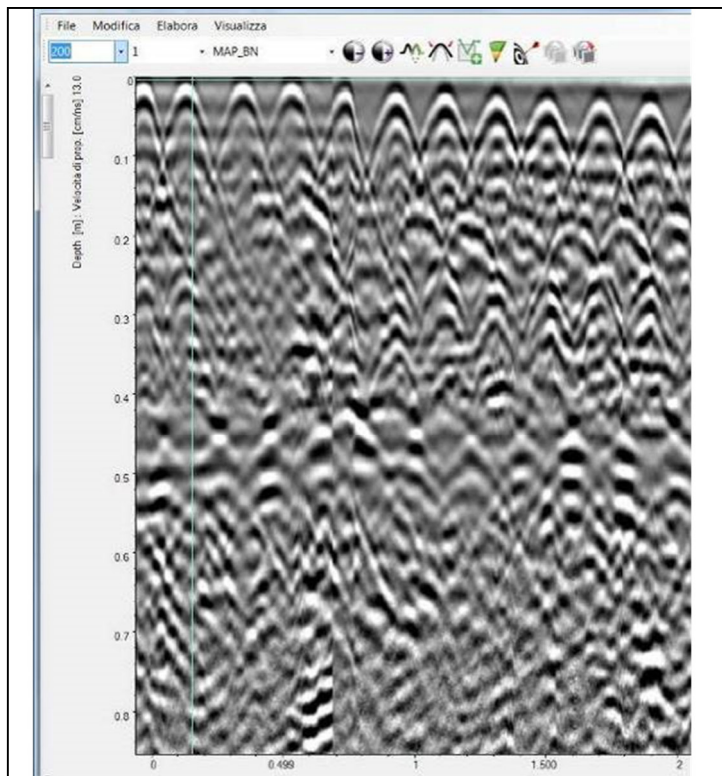 File Modifica Elabora Visualizza
200 1 MAP_BN
Depth [m] : Velocita di prop. [cm/ns] 13.0
0
0.1
0.2
0.3
0.4
0.5
0.6
0.7
0.8
0 0.499 1 1.500 2